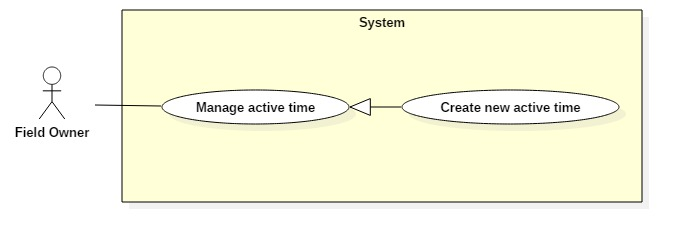 System
Field Owner
Manage active time
Create new active time